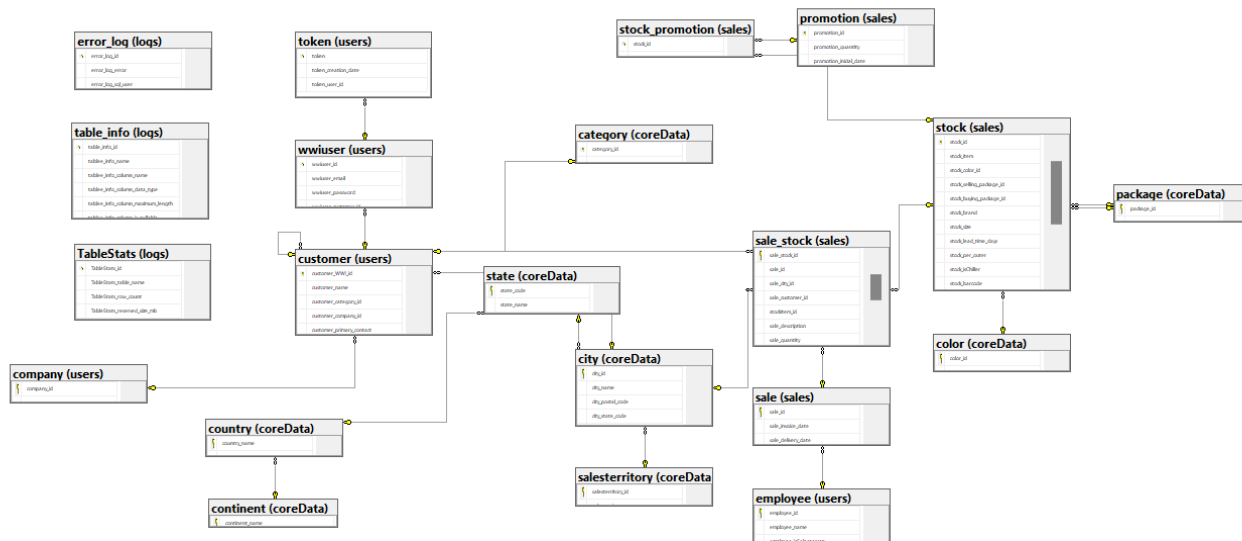 error_log (logs)
error_log_id
error_log_error
error_log_sql_user
table_info (logs)
table_info_id
tablee_info_name
tablee_info_column_name
tablee_info_column_data_type
tablee_info_column_maximum_length
TableStats (logs)
TableStats_id
TableStats_table_name
TableStats_row_count
TableStats_reserved_size_mb
token (users)
token
token_creation_date
token_user_id
wwiuser (users)
wwiuser_id
wwiuser_email
wwiuser_password
customer (users)
customer_WWI_id
customer_name
customer_category_id
customer_company_id
customer_primary_contact
company (users)
company_id
country (coreData)
country_name
continent (coreData)
continent_name
category (coreData)
category_id
state (coreData)
state_code
state_name
city (coreData)
city_id
city_name
city_postal_code
city_state_code
salesterritory (coreData
salesterritory_id
stock_promotion (sales)
stock_id
promotion (sales)
promotion_id
promotion_quantity
promotion_initial_date
sale_stock (sales)
sale_stock_id
sale_id
sale_city_id
sale_customer_id
stockitem_id
sale_description
sale_quantity
sale (sales)
sale_id
sale_invoice_date
sale_delivery_date
employee (users)
employee_id
employee_name
stock (sales)
stock_id
stock_item
stock_color_id
stock_selling_package_id
stock_buying_package_id
stock_brand
stock_size
stock_lead_time_days
stock_per_outer
stock_isChiller
stock_barcode
package (coreData)
package_id
color (coreData)
color_id